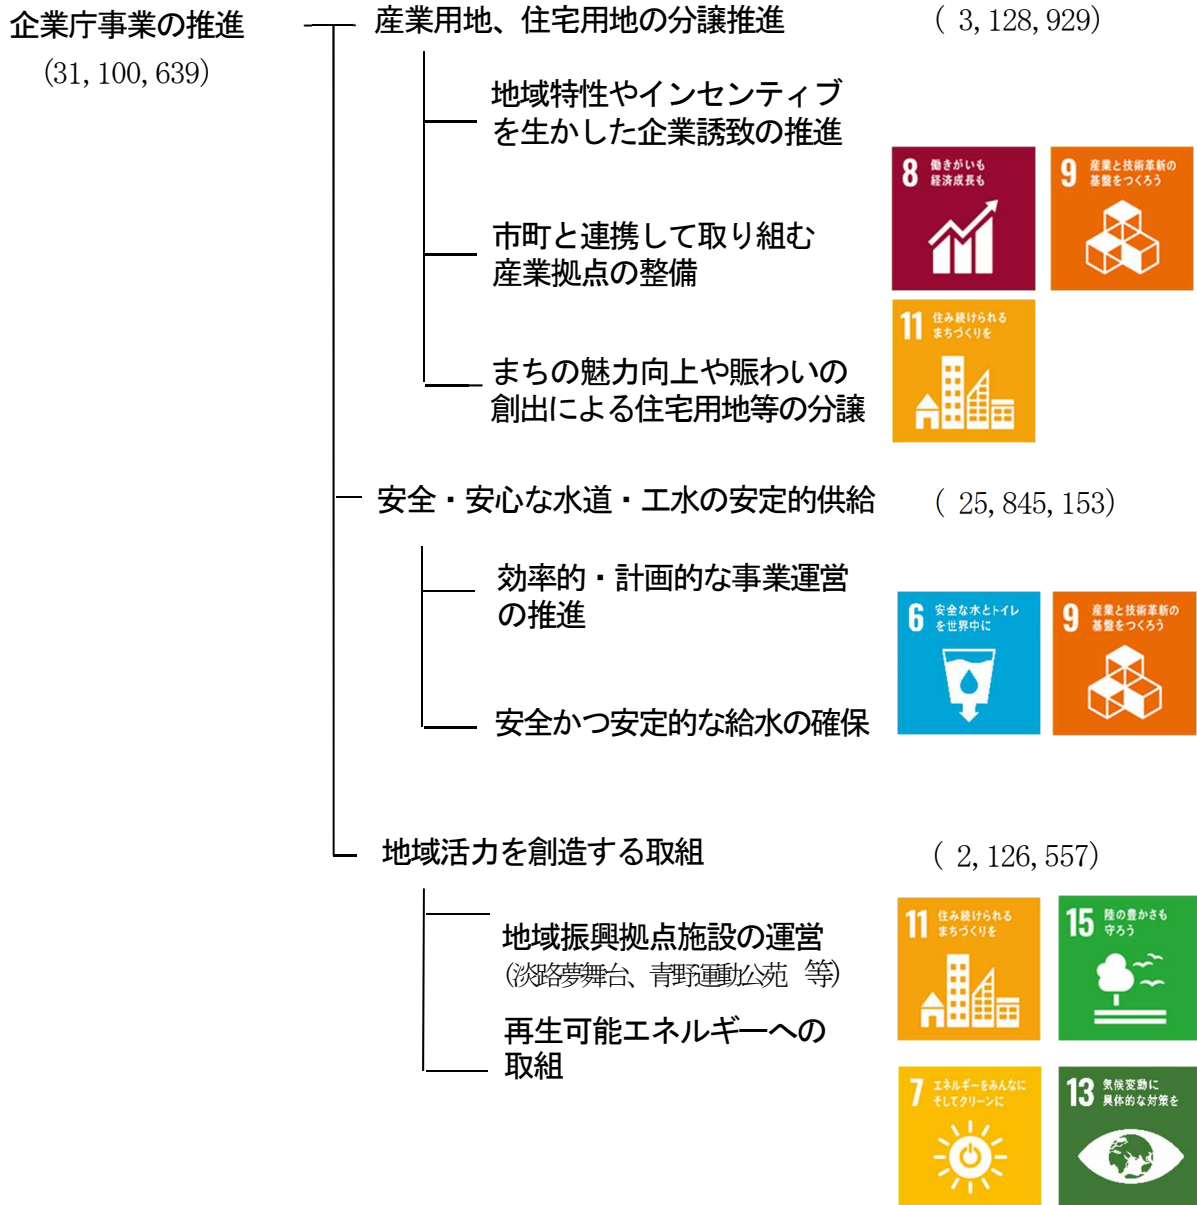 企業庁事業の推進
(31,100,639)
産業用地、住宅用地の分譲推進
( 3,128,929)
地域特性やインセンティブ
を生かした企業誘致の推進
市町と連携して取り組む
産業拠点の整備
まちの魅力向上や賑わいの
創出による住宅用地等の分譲
8 働きがいも
経済成長も
9 産業と技術革新の
基盤をつくろう
11 住み続けられる
まちづくりを
安全・安心な水道・工水の安定的供給
( 25,845,153)
効率的・計画的な事業運営
の推進
安全かつ安定的な給水の確保
6 安全な水とトイレ
を世界中に
9 産業と技術革新の
基盤をつくろう
地域活力を創造する取組
( 2,126,557)
地域振興拠点施設の運営
(淡路夢舞台、青野運動公苑 等)
再生可能エネルギーへの
取組
11 住み続けられる
まちづくりを
15 陸の豊かさも
守ろう
7 エネルギーをみんなに
そしてクリーンに
13 気候変動に
具体的な対策を